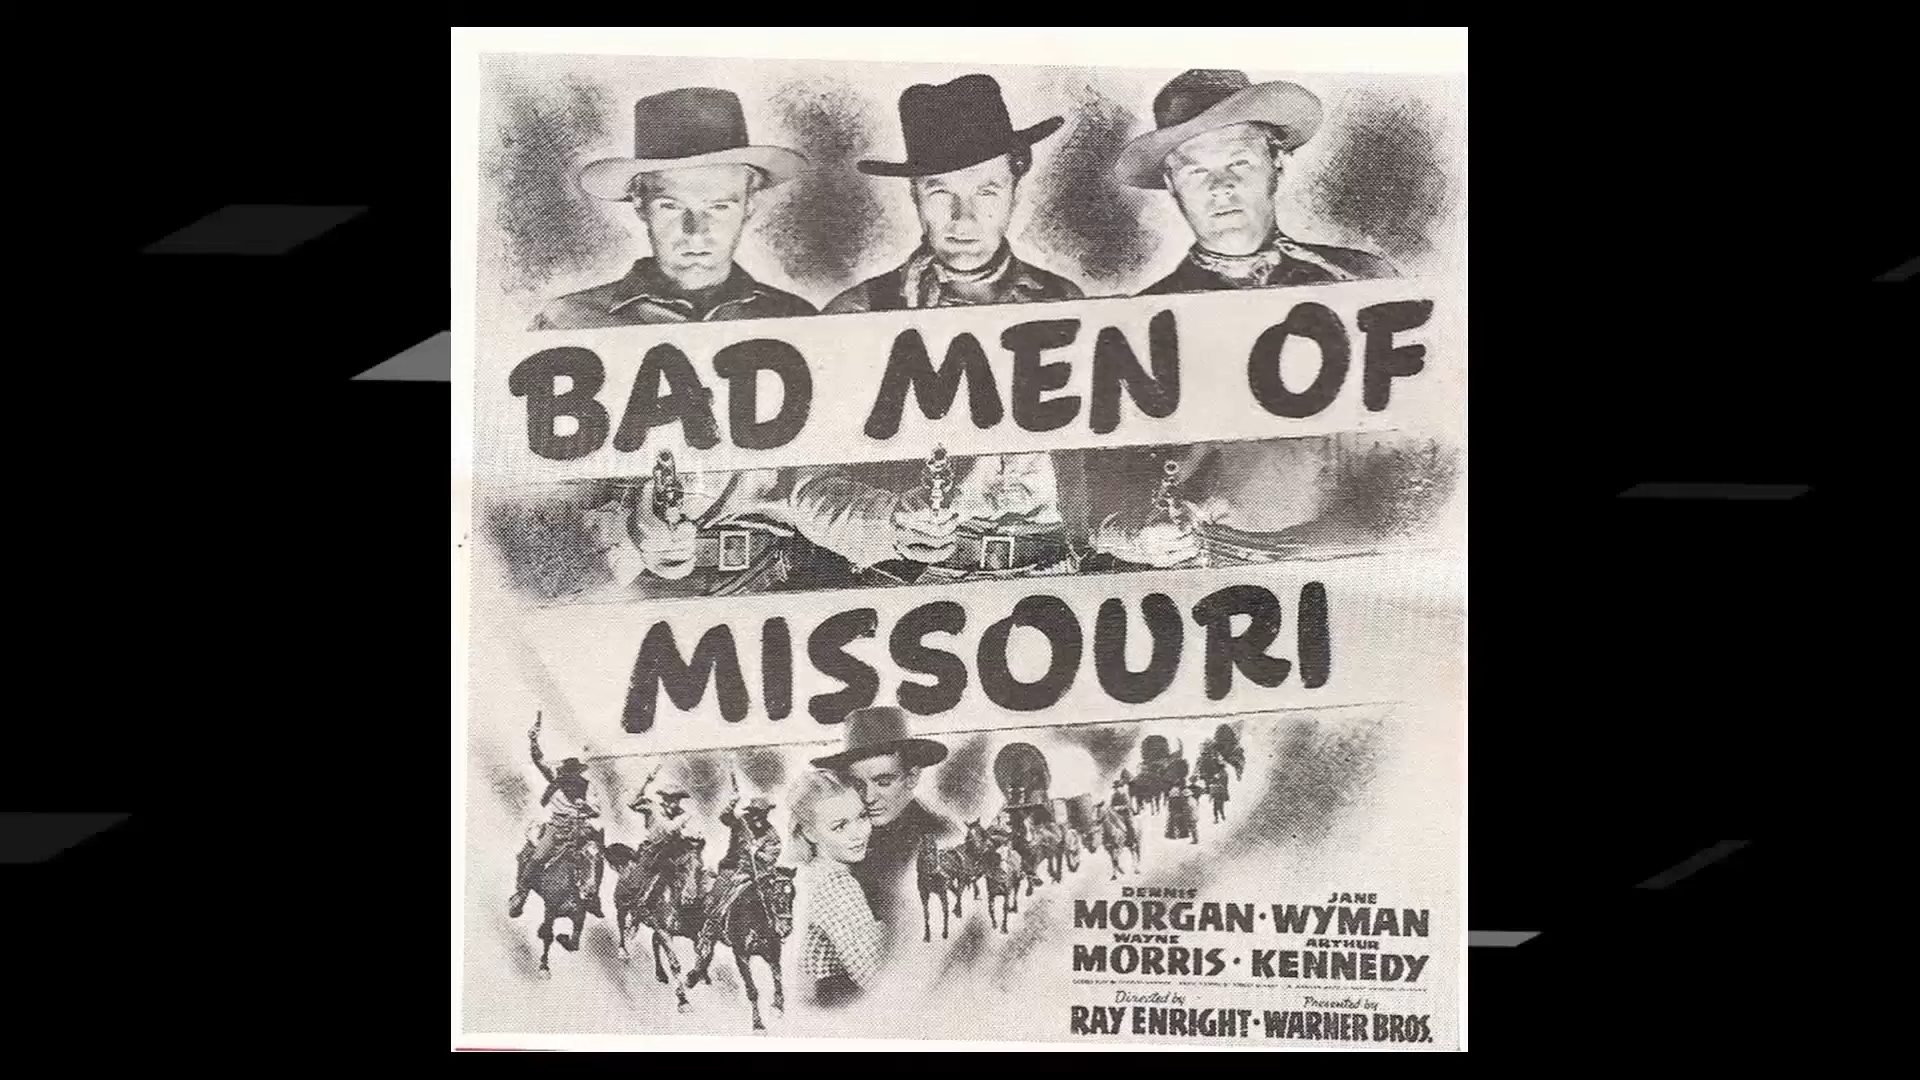 BAD MEN OF
MISSOURI
DENNIS JANE
MORGAN · WYMAN
WAYNE ARTHUR
MORRIS · KENNEDY
Directed by Presented by
RAY ENRIGHT · WARNER BROS.